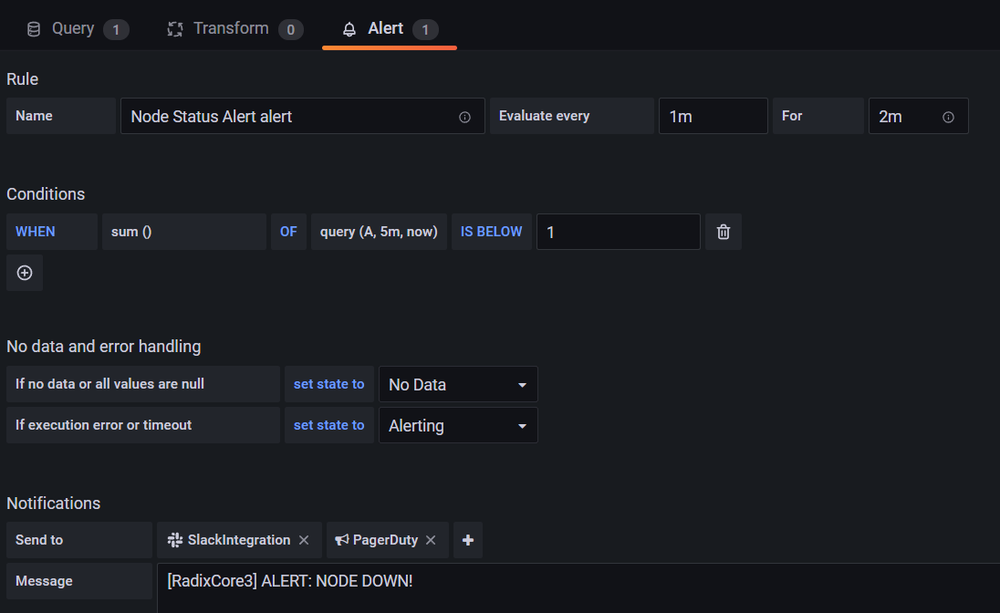 Query 1 Transform 0 Alert 1
Rule
Name Node Status Alert alert Evaluate every 1m For 2m
Conditions
WHEN sum () OF query (A, 5m, now) IS BELOW 1
No data and error handling
If no data or all values are null set state to No Data
If execution error or timeout set state to Alerting
Notifications
Send to SlackIntegration PagerDuty
Message [RadixCore3] ALERT: NODE DOWN!